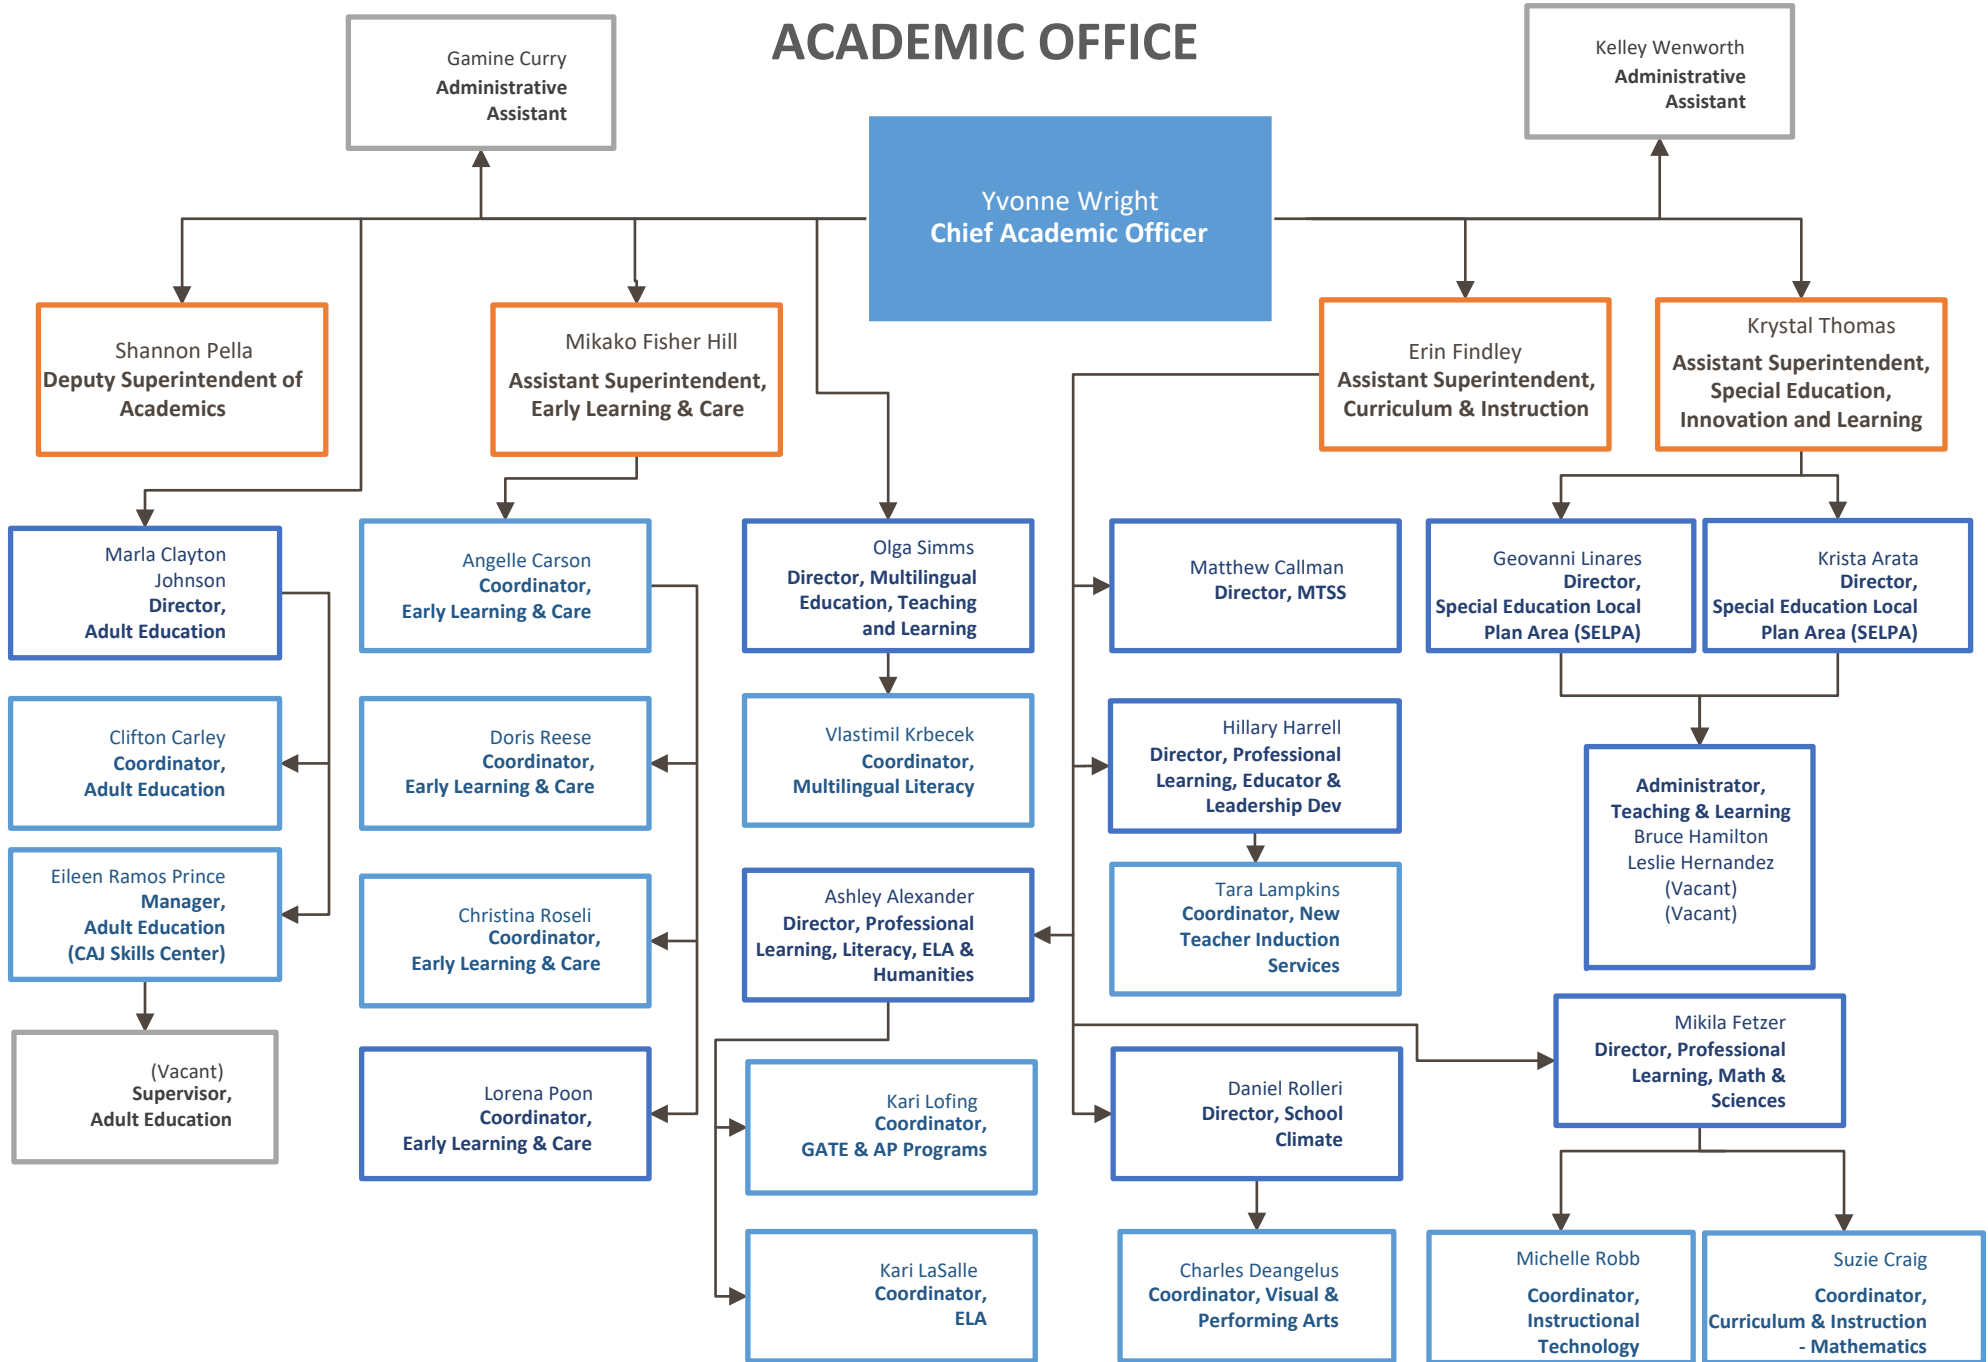 ACADEMIC OFFICE
Gamine Curry
Administrative
Assistant
Kelley Wenworth
Administrative
Assistant
Yvonne Wright
Chief Academic Officer
Shannon Pella
Deputy Superintendent of
Academics
Mikako Fisher Hill
Assistant Superintendent,
Early Learning & Care
Erin Findley
Assistant Superintendent,
Curriculum & Instruction
Krystal Thomas
Assistant Superintendent,
Special Education,
Innovation and Learning
Marla Clayton
Johnson
Director,
Adult Education
Angelle Carson
Coordinator,
Early Learning & Care
Olga Simms
Director, Multilingual
Education, Teaching
and Learning
Matthew Callman
Director, MTSS
Geovanni Linares
Director,
Special Education Local
Plan Area (SELPA)
Krista Arata
Director,
Special Education Local
Plan Area (SELPA)
Clifton Carley
Coordinator,
Adult Education
Doris Reese
Coordinator,
Early Learning & Care
Vlastimil Krbecek
Coordinator,
Multilingual Literacy
Hillary Harrell
Director, Professional
Learning, Educator &
Leadership Dev
Administrator,
Teaching & Learning
Bruce Hamilton
Leslie Hernandez
(Vacant)
(Vacant)
Eileen Ramos Prince
Manager,
Adult Education
(CAJ Skills Center)
Christina Roseli
Coordinator,
Early Learning & Care
Ashley Alexander
Director, Professional
Learning, Literacy, ELA &
Humanities
Tara Lampkins
Coordinator, New
Teacher Induction
Services
Mikila Fetzer
Director, Professional
Learning, Math &
Sciences
(Vacant)
Supervisor,
Adult Education
Lorena Poon
Coordinator,
Early Learning & Care
Kari Lofing
Coordinator,
GATE & AP Programs
Daniel Rolleri
Director, School
Climate
Kari LaSalle
Coordinator,
ELA
Charles Deangelus
Coordinator, Visual &
Performing Arts
Michelle Robb
Coordinator,
Instructional
Technology
Suzie Craig
Coordinator,
Curriculum & Instruction
- Mathematics